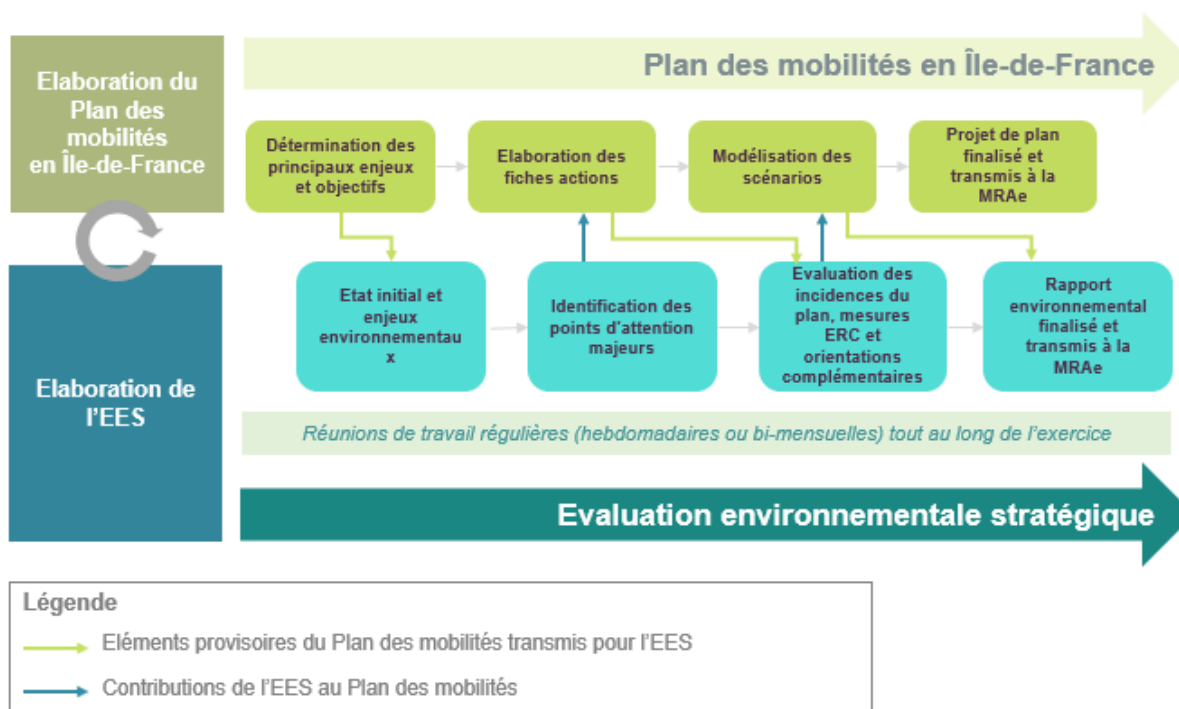 Elaboration du
Plan des
mobilités
en Île-de-France
Plan des mobilités en Île-de-France
Détermination des
principaux enjeux
et objectifs
Elaboration des
fiches actions
Modélisation des
scénarios
Projet de plan
finalisé et
transmis à la
MRAe
Elaboration de
l'EES
Etat initial et
enjeux
environnementau
x
Identification des
points d'attention
majeurs
Evaluation des
incidences du
plan, mesures
ERC et
orientations
complémentaires
Rapport
environnemental
finalisé et
transmis à la
MRAe
Réunions de travail régulières (hebdomadaires ou bi-mensuelles) tout au long de l'exercice
Evaluation environnementale stratégique
Légende
Eléments provisoires du Plan des mobilités transmis pour l'EES
Contributions de l'EES au Plan des mobilités